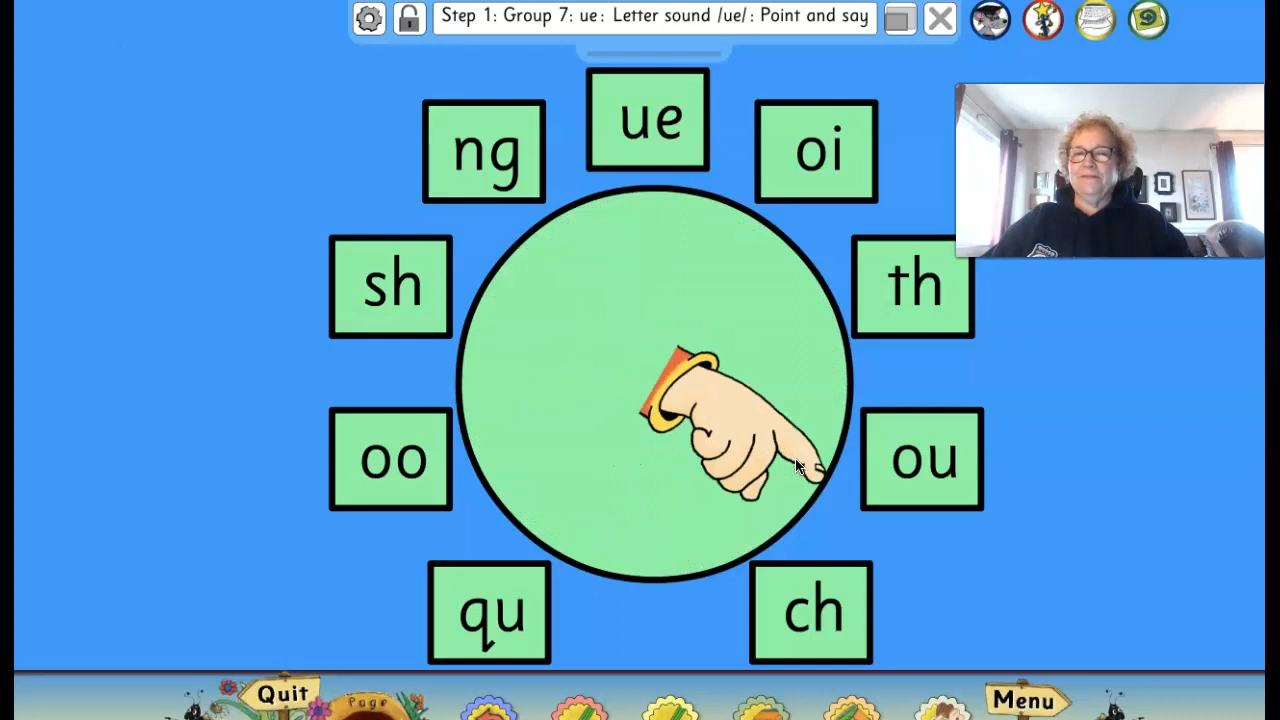 Step 1: Group 7: ue: Letter sound /ue/: Point and say
ue
ng
oi
sh
th
oo
ou
qu
ch
Quit
Page
Menu